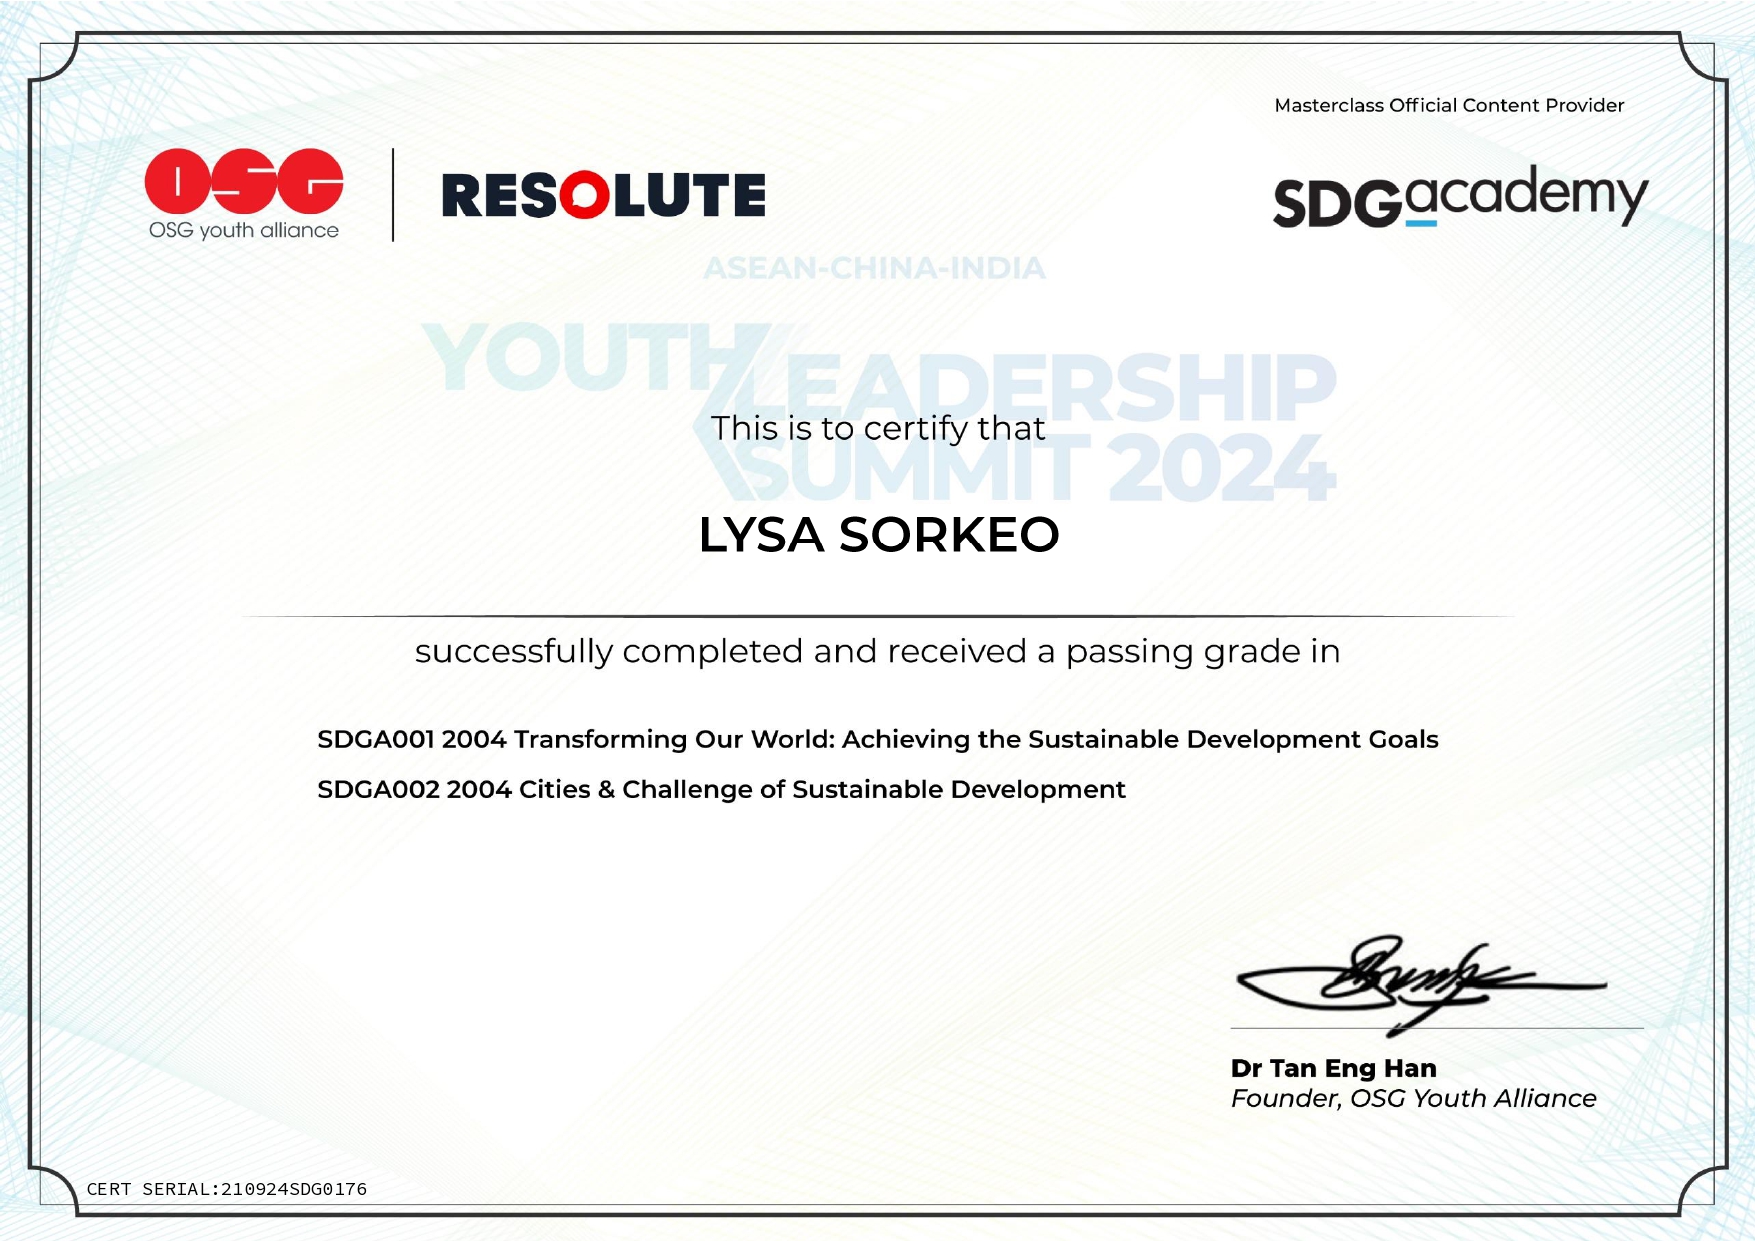 Masterclass Official Content Provider
OSG
OSG youth alliance
RESOLUTE
SDGacademy
ASEAN-CHINA-INDIA
YOUTH
LEADERSHIP
SUMMIT 2024
This is to certify that
LYSA SORKEO
successfully completed and received a passing grade in
SDGA001 2004 Transforming Our World: Achieving the Sustainable Development Goals
SDGA002 2004 Cities & Challenge of Sustainable Development
Dr Tan Eng Han
Founder, OSG Youth Alliance
CERT SERIAL:210924SDG0176